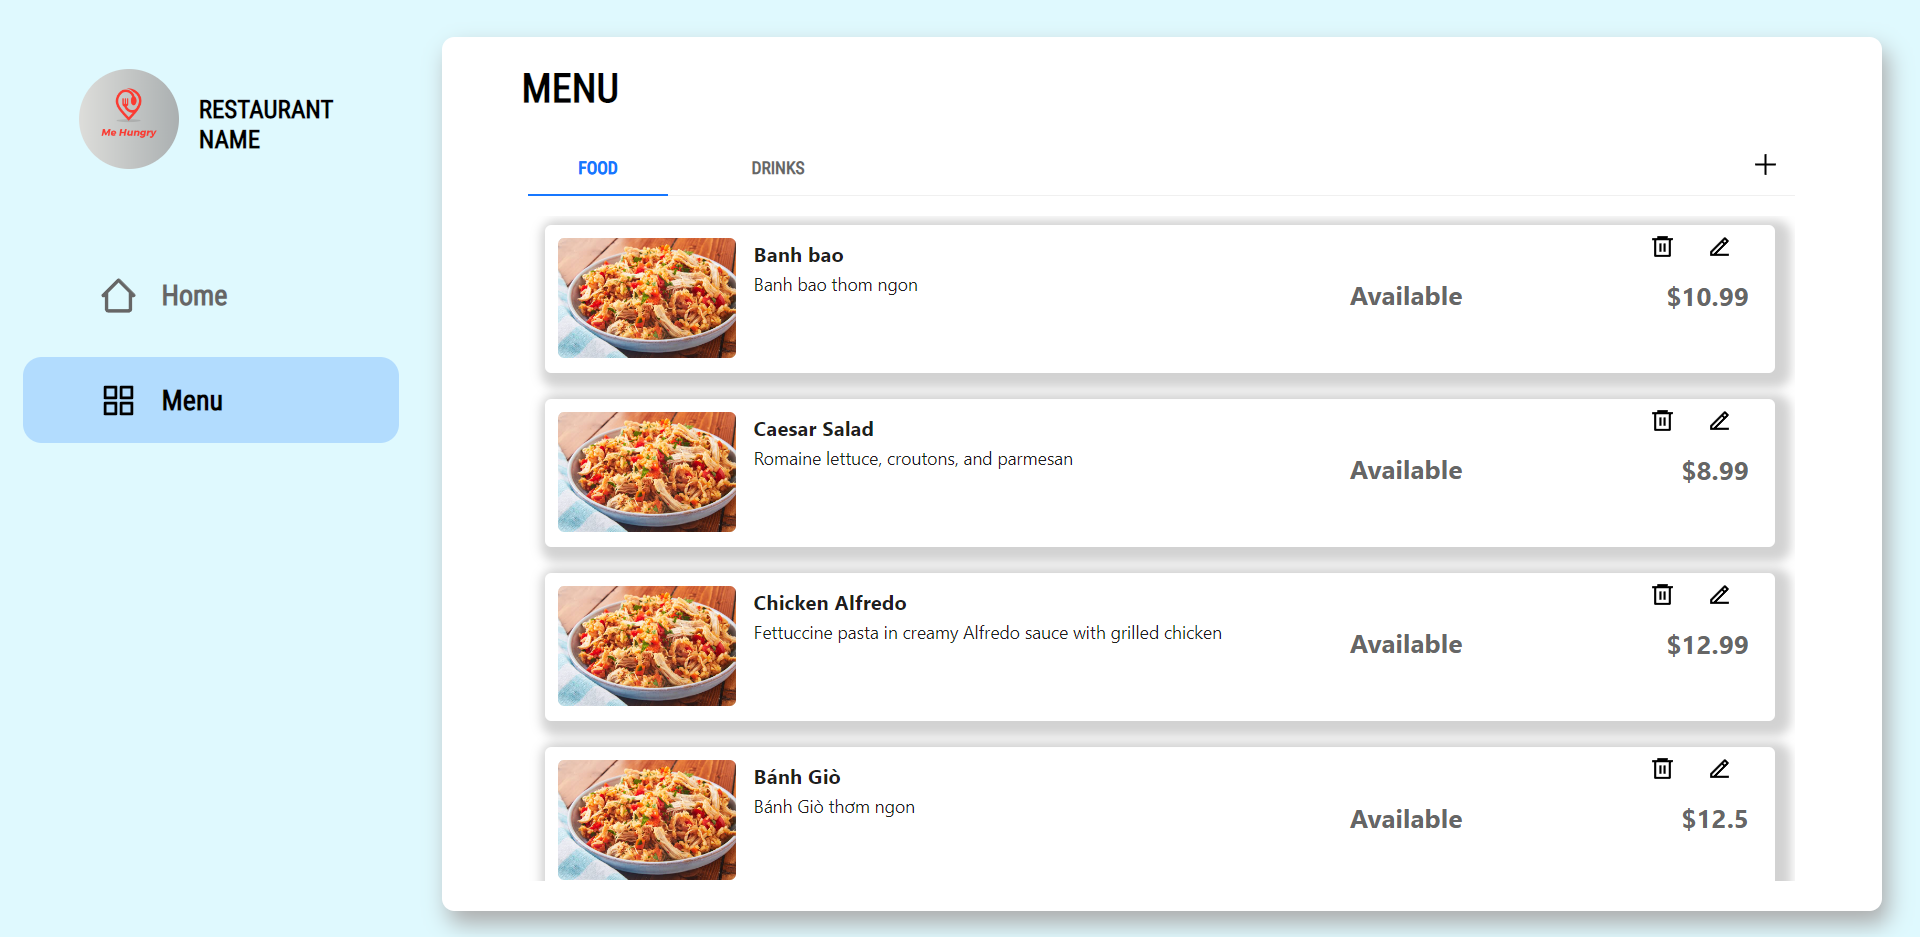 Me Hungry
RESTAURANT
NAME
Home
Menu
MENU
FOOD
DRINKS
Banh bao
Banh bao thom ngon
Available
$10.99
Caesar Salad
Romaine lettuce, croutons, and parmesan
Available
$8.99
Chicken Alfredo
Fettuccine pasta in creamy Alfredo sauce with grilled chicken
Available
$12.99
Bánh Giò
Bánh Giò thơm ngon
Available
$12.5